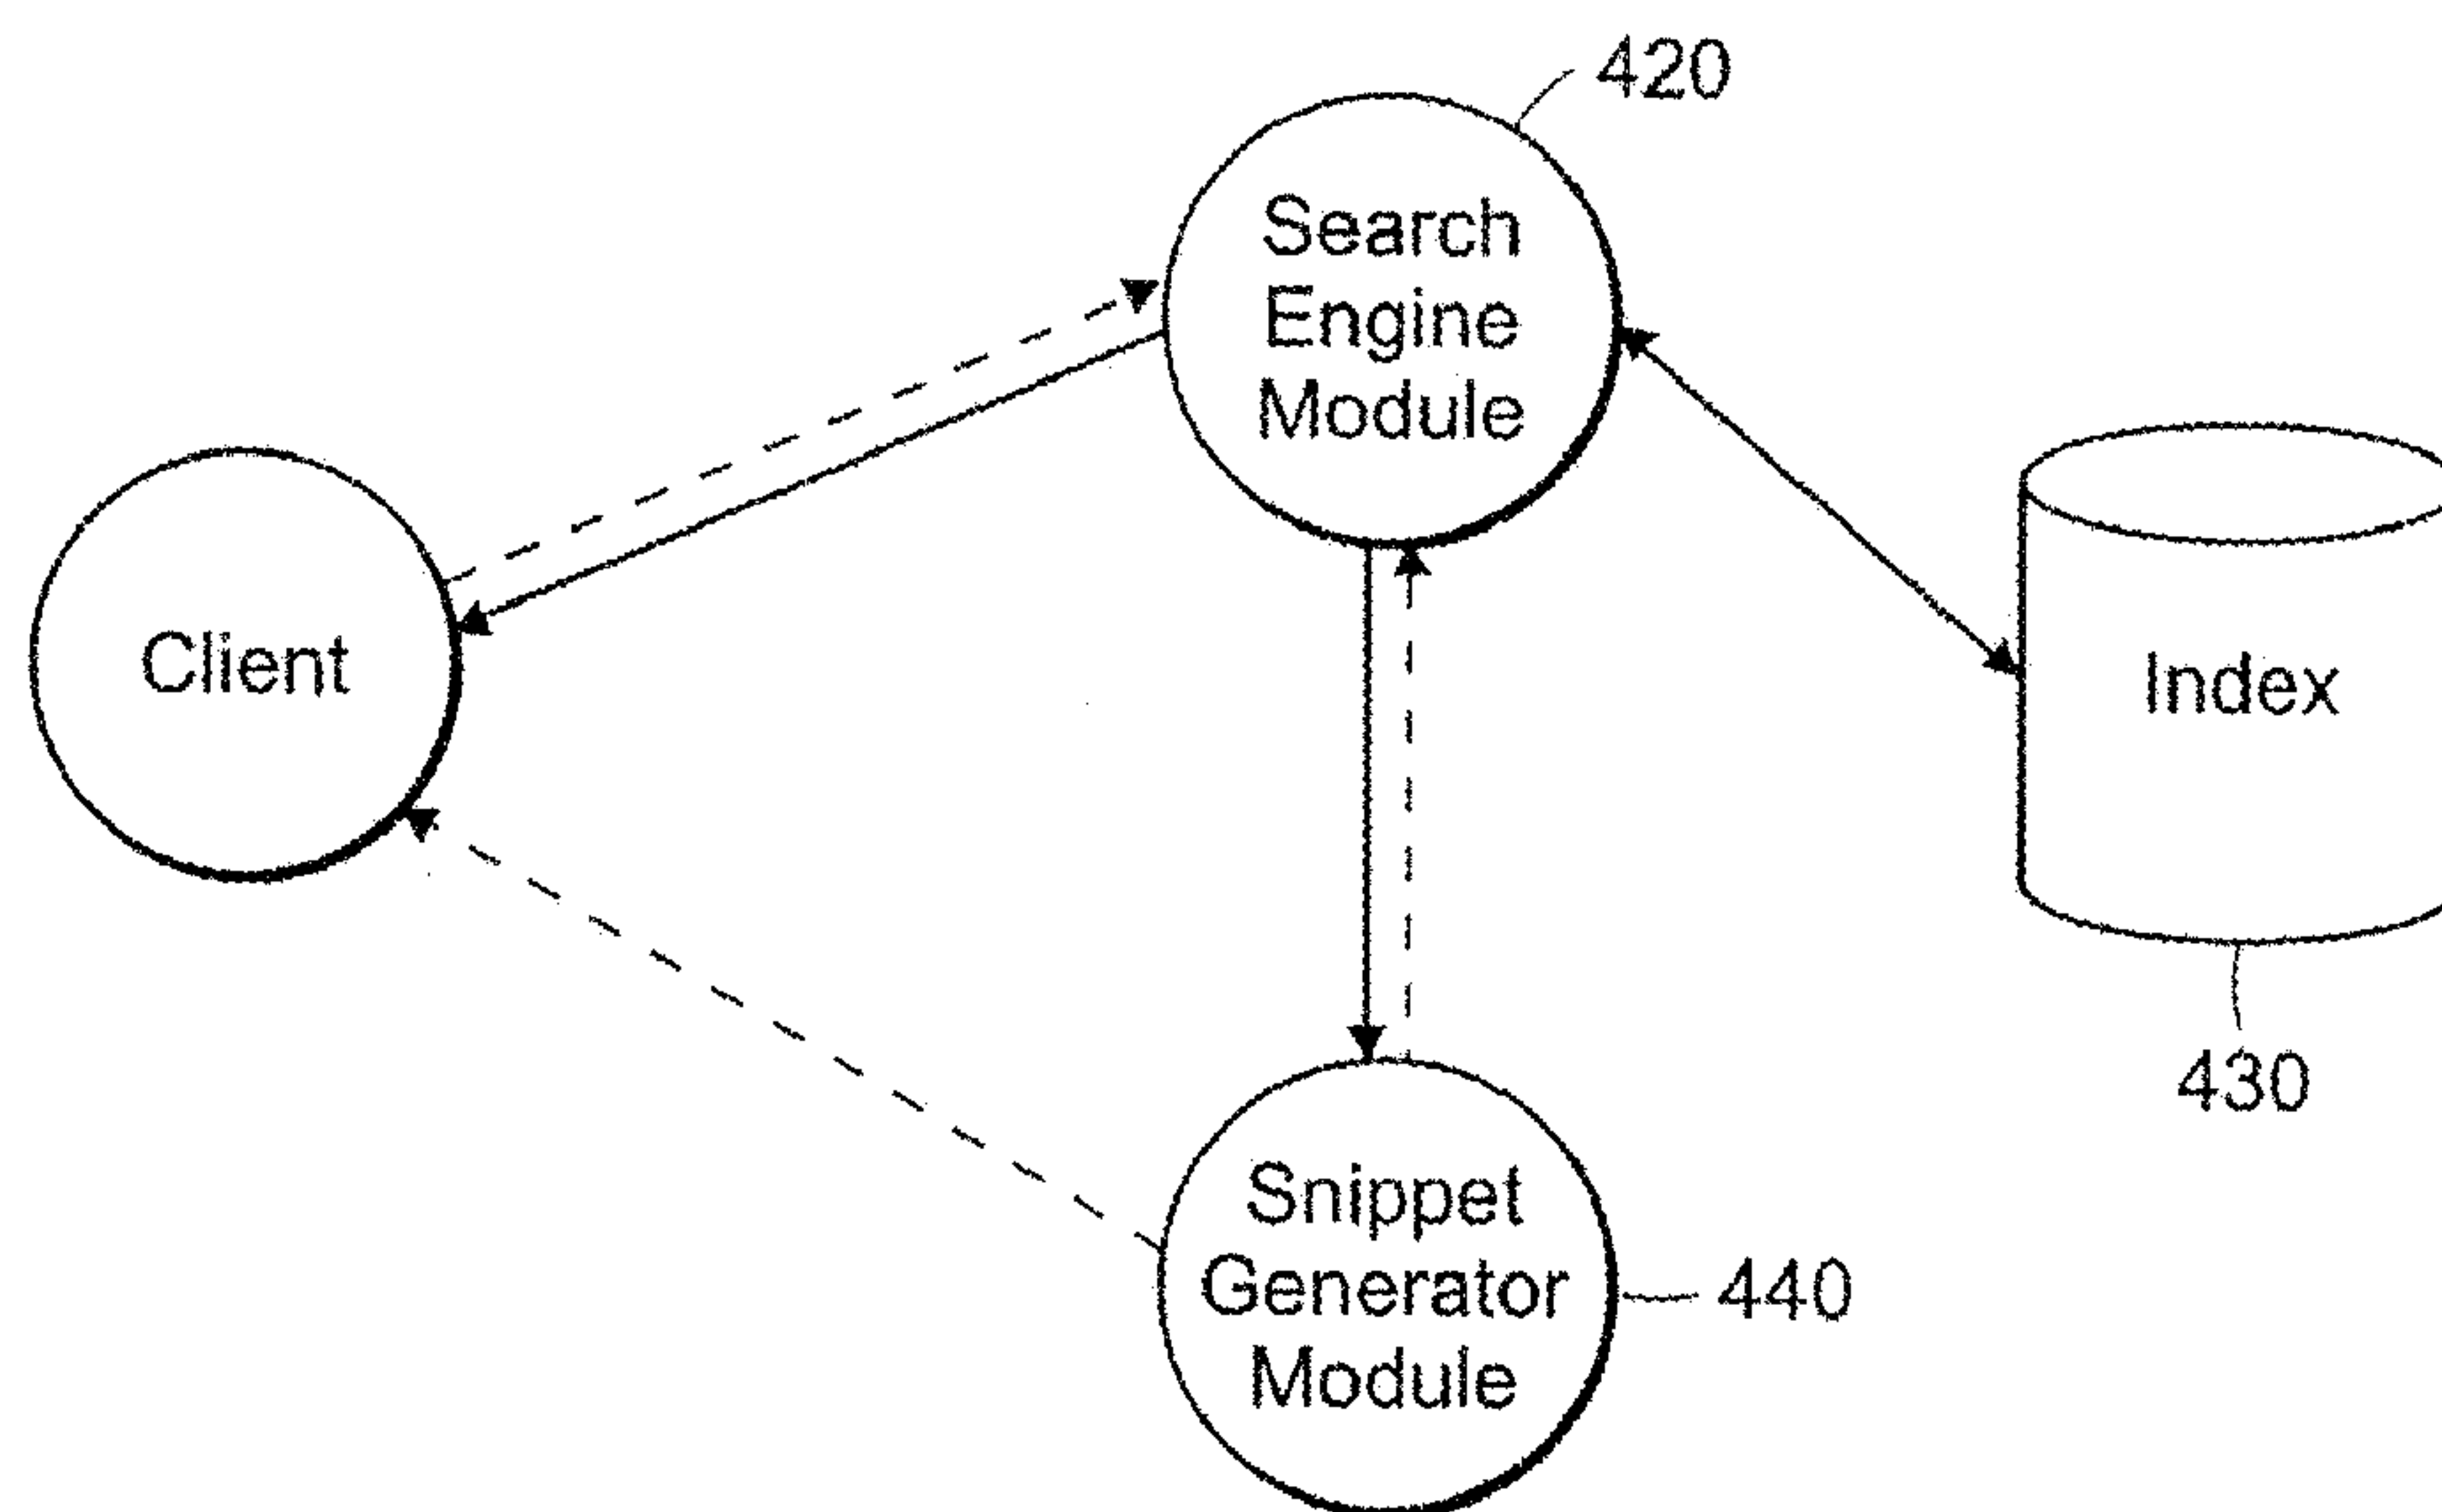 420
Search
Engine
Module
Client
Index
430
Snippet
Generator
Module
440